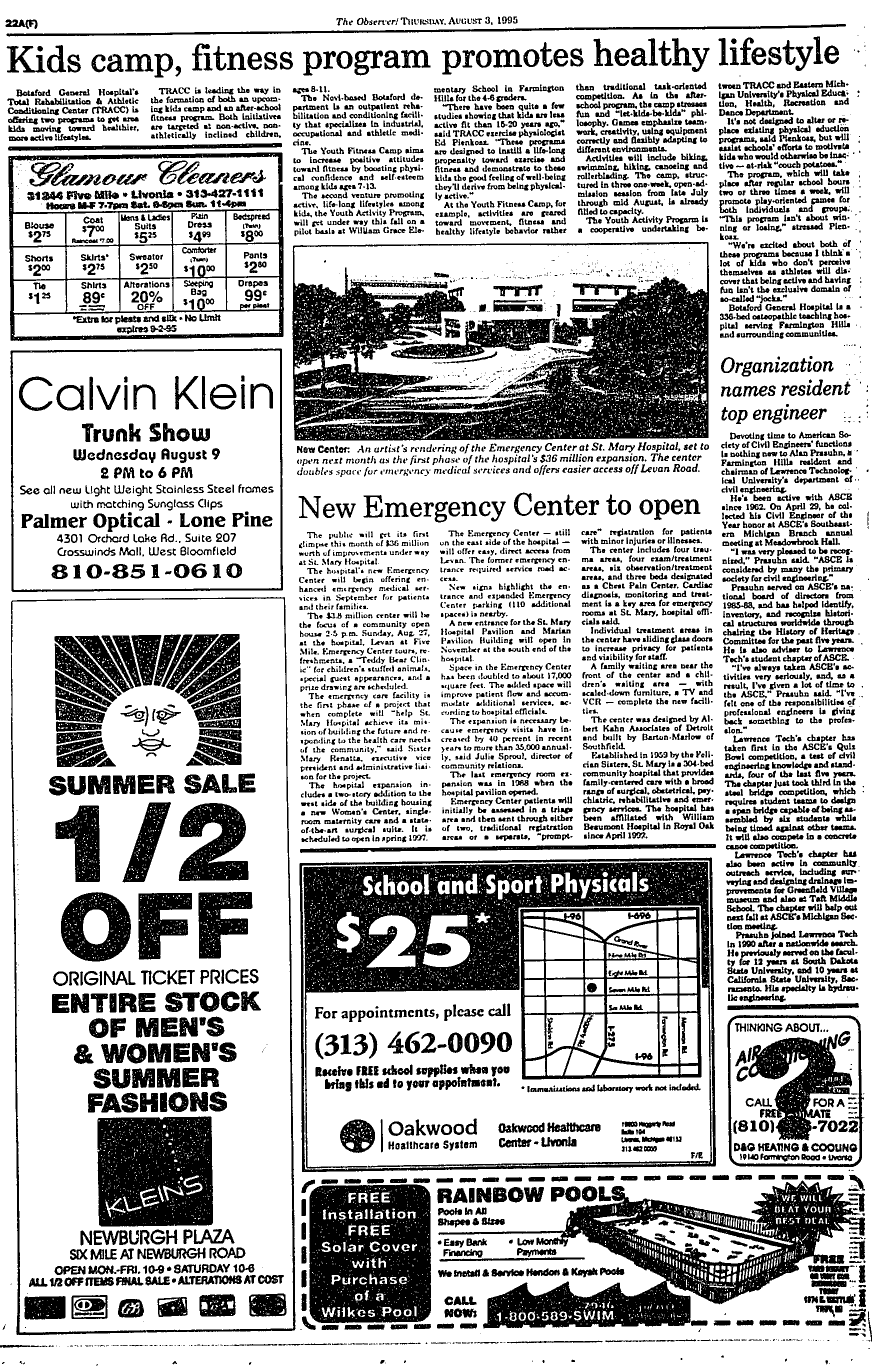 22A(F)
The Observer/ THURSDAY, AUGUST 3, 1995
Kids camp, fitness program promotes healthy lifestyle
Botsford General Hospital's
Total Rehabilitation & Athletic
Conditioning Center (TRACC) is
offering two programs to get area
kids moving toward healthier,
more active lifestyles.
TRACC is leading the way in
the formation of both an upcom-
ing kids camp and an after-school
fitness program. Both initiatives
are targeted at non-active, non-
athletically inclined children,
ages 8-11.
The Novi-based Botsford de-
partment is an outpatient reha-
bilitation and conditioning facili-
ty that specializes in industrial,
occupational and athletic medi-
cine.
The Youth Fitness Camp aims
to increase positive attitudes
toward fitness by boosting physi-
cal confidence and self-esteem
among kids ages 7-13.
The second venture promoting
active, life-long lifestyles among
kids, the Youth Activity Program,
will get under way this fall on a
pilot basis at William Grace Ele-
mentary School in Farmington
Hills for the 4-6 graders.
"There have been quite a few
studies showing that kids are less
active fit than 15-20 years ago,"
said TRACC exercise physiologist
Ed Pienkosz. "These programs
are designed to instill a life-long
propensity toward exercise and
fitness and demonstrate to these
kids the good feeling of well-being
they'll derive from being physical-
ly active."
At the Youth Fitness Camp, for
example, activities are geared
toward movement, fitness and
healthy lifestyle behavior rather
than traditional task-oriented
competition. As in the after-
school program, the camp stresses
fun and "let-kids-be-kids" phi-
losophy. Games emphasize team-
work, creativity, using equipment
correctly and flexibly adapting to
different environments.
Activities will include biking,
swimming, hiking, canoeing and
rollerblading. The camp, struc-
tured in three one-week, open-ad-
mission session from late July
through mid August, is already
filled to capacity.
The Youth Activity Program is
a cooperative undertaking be-
tween TRACC and Eastern Mich-
igan University's Physical Educa-
tion, Health, Recreation and
Dance Department.
It's not designed to alter or re-
place existing physical eduction
programs, said Pienkosz, but will
assist schools' efforts to motivate
kids who would otherwise be inac-
tive — at-risk "couch potatoes."
The program, which will take
place after regular school hours
two or three times a week, will
promote play-oriented games for
both individuals and groups.
"This program isn't about win-
ning or losing," stressed Pien-
kosz.
"We're excited about both of
these programs because I think a
lot of kids who don't perceive
themselves as athletes will dis-
cover that being active and having
fun isn't the exclusive domain of
so-called "jocks."
Botsford General Hospital is a
336-bed osteopathic teaching hos-
pital serving Farmington Hills
and surrounding communities.
Glamour Cleaners
31244 Five Mile • Livonia • 313-427-1111
Hours M-F 7-7pm Sat. 8-6pm Sun. 11-4pm
Blouse $2.75
Coat $7.00 Raincoat $7.00
Mens & Ladies Suits $5.25
Plain Dress $4.99
Bedspread (Twin) $8.00
Shorts $2.00
Skirts* $2.75
Sweater $2.50
Comforter (Twin) $10.00
Pants $2.80
Tie $1.25
Shirts 89¢
Alterations 20% OFF
Sleeping Bag $10.00
Drapes 99¢ per pleat
*Extra for pleats and silk • No Limit
expires 9-2-95
Calvin Klein
Trunk Show
Wednesday August 9
2 PM to 6 PM
See all new Light Weight Stainless Steel frames
with matching Sunglass Clips
Palmer Optical - Lone Pine
4301 Orchard Lake Rd., Suite 207
Crosswinds Mall, West Bloomfield
810-851-0610
New Center: An artist's rendering of the Emergency Center at St. Mary Hospital, set to
open next month as the first phase of the hospital's $36 million expansion. The center
doubles space for emergency medical services and offers easier access off Levan Road.
New Emergency Center to open
The public will get its first
glimpse this month of $36 million
worth of improvements under way
at St. Mary Hospital.
The hospital's new Emergency
Center will begin offering en-
hanced emergency medical ser-
vices in September for patients
and their families.
The $3.8 million center will be
the focus of a community open
house 2-5 p.m. Sunday, Aug. 27,
at the hospital, Levan at Five
Mile. Emergency Center tours, re-
freshments, a "Teddy Bear Clin-
ic" for children's stuffed animals,
special guest appearances, and a
prize drawing are scheduled.
The emergency care facility is
the first phase of a project that
when complete will "help St.
Mary Hospital achieve its mis-
sion of building the future and re-
sponding to the health care needs
of the community," said Sister
Mary Renatta, executive vice
president and administrative liai-
son for the project.
The hospital expansion in-
cludes a two-story addition to the
west side of the building housing
a new Women's Center, single-
room maternity care and a state-
of-the-art surgical suite. It is
scheduled to open in spring 1997.
The Emergency Center — still
on the east side of the hospital —
will offer easy, direct access from
Levan. The former emergency en-
trance required service road ac-
cess.
New signs highlight the en-
trance and expanded Emergency
Center parking (110 additional
spaces) is nearby.
A new entrance for the St. Mary
Hospital Pavilion and Marian
Pavilion Building will open in
November at the south end of the
hospital.
Space in the Emergency Center
has been doubled to about 17,000
square feet. The added space will
improve patient flow and accom-
modate additional services, ac-
cording to hospital officials.
The expansion is necessary be-
cause emergency visits have in-
creased by 40 percent in recent
years to more than 35,000 annual-
ly, said Julie Sproul, director of
community relations.
The last emergency room ex-
pansion was in 1988 when the
hospital pavilion opened.
Emergency Center patients will
initially be assessed in a triage
area and then sent through either
of two, traditional registration
areas or a separate, "prompt-
care" registration for patients
with minor injuries or illnesses.
The center includes four trau-
ma areas, four exam/treatment
areas, six observation/treatment
areas, and three beds designated
as a Chest Pain Center. Cardiac
diagnosis, monitoring and treat-
ment is a key area for emergency
rooms at St. Mary, hospital offi-
cials said.
Individual treatment areas in
the center have sliding glass doors
to increase privacy for patients
and visibility for staff.
A family waiting area near the
front of the center and a chil-
dren's waiting area — with
scaled-down furniture, a TV and
VCR — complete the new facili-
ties.
The center was designed by Al-
bert Kahn Associates of Detroit
and built by Barton-Marlow of
Southfield.
Established in 1959 by the Feli-
cian Sisters, St. Mary is a 304-bed
community hospital that provides
family-centered care with a broad
range of surgical, obstetrical, psy-
chiatric, rehabilitative and emer-
gency services. The hospital has
been affiliated with William
Beaumont Hospital in Royal Oak
since April 1992.
Organization
names resident
top engineer
Devoting time to American So-
ciety of Civil Engineers' functions
is nothing new to Alan Prasuhn, a
Farmington Hills resident and
chairman of Lawrence Technolog-
ical University's department of
civil engineering.
He's been active with ASCE
since 1962. On April 29, he col-
lected his Civil Engineer of the
Year honor at ASCE's Southeast-
ern Michigan Branch annual
meeting at Meadowbrook Hall.
"I was very pleased to be recog-
nized," Prasuhn said. "ASCE is
considered by many the primary
society for civil engineering."
Prasuhn served on ASCE's na-
tional board of directors from
1985-88, and has helped identify,
inventory, and recognize histori-
cal structures worldwide through
chairing the History of Heritage
Committee for the past five years.
He is also adviser to Lawrence
Tech's student chapter of ASCE.
"I've always taken ASCE's ac-
tivities very seriously, and, as a
result, I've given a lot of time to
the ASCE," Prasuhn said. "I've
felt one of the responsibilities of
professional engineers is giving
back something to the profes-
sion."
Lawrence Tech's chapter has
taken first in the ASCE's Quiz
Bowl competition, a test of civil
engineering knowledge and stand-
ards, four of the last five years.
The chapter just took third in the
steel bridge competition, which
requires student teams to design
a span bridge capable of being as-
sembled by six students while
being timed against other teams.
It will also compete in a concrete
canoe competition.
Lawrence Tech's chapter has
also been active in community
outreach service, including sur-
veying and designing drainage im-
provements for Greenfield Village
museum and also at Taft Middle
School. The chapter will help out
next fall at ASCE's Michigan Sec-
tion meeting.
Prasuhn joined Lawrence Tech
in 1990 after a nationwide search.
He previously served on the facul-
ty for 12 years at South Dakota
State University, and 10 years at
California State University, Sac-
ramento. His specialty is hydrau-
lic engineering.
SUMMER SALE
1/2
OFF
ORIGINAL TICKET PRICES
ENTIRE STOCK
OF MEN'S
& WOMEN'S
SUMMER
FASHIONS
KLEIN'S
NEWBURGH PLAZA
SIX MILE AT NEWBURGH ROAD
OPEN MON.-FRI. 10-9 • SATURDAY 10-6
ALL 1/2 OFF ITEMS FINAL SALE • ALTERATIONS AT COST
School and Sport Physicals
$25*
For appointments, please call
(313) 462-0090
Receive FREE school supplies when you
bring this ad to your appointment.
I-96
I-696
Grand River
Nine Mile Rd.
Eight Mile Rd.
Seven Mile Rd.
Six Mile Rd.
Sheldon Rd.
Haggerty Rd.
I-275
Farmington Rd.
Merriman Rd.
I-96
* Immunizations and laboratory work not included.
Oakwood
Healthcare System
Oakwood Healthcare
Center - Livonia
19900 Haggerty Road
Suite 104
Livonia, Michigan 48152
313 462 0090
F/E
THINKING ABOUT...
AIR CONDITIONING
?
CALL FOR A
FREE ESTIMATE
(810) -7022
D&G HEATING & COOLING
19140 Farmington Road • Livonia
FREE
Installation
FREE
Solar Cover
with
Purchase
of a
Wilkes Pool
RAINBOW POOLS
Pools In All
Shapes & Sizes
• Easy Bank Financing
• Low Monthly Payments
We Install & Service Hendon & Kayak Pools
CALL
NOW:
7946
1-800-589-SWIM
WE WILL
BEAT YOUR
BEST DEAL
FREE